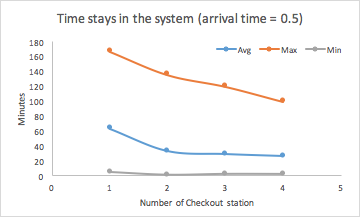 Time stays in the system (arrival time = 0.5)
Avg Max Min
180
160
140
120
100
80
60
40
20
0
Minutes
0 1 2 3 4 5
Number of Checkout station